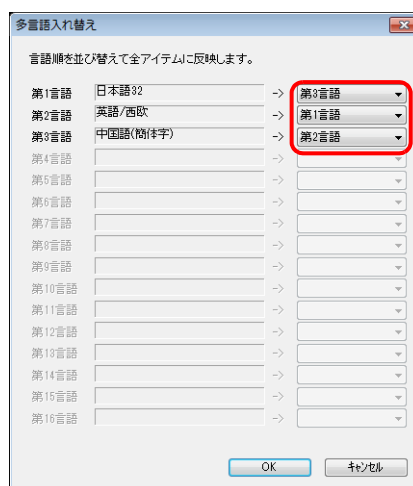 多言語入れ替え
言語順を並び替えて全アイテムに反映します。
第1言語 日本語32 -> 第3言語
第2言語 英語/西欧 -> 第1言語
第3言語 中国語(簡体字) -> 第2言語
第4言語 ->
第5言語 ->
第6言語 ->
第7言語 ->
第8言語 ->
第9言語 ->
第10言語 ->
第11言語 ->
第12言語 ->
第13言語 ->
第14言語 ->
第15言語 ->
第16言語 ->
OK キャンセル